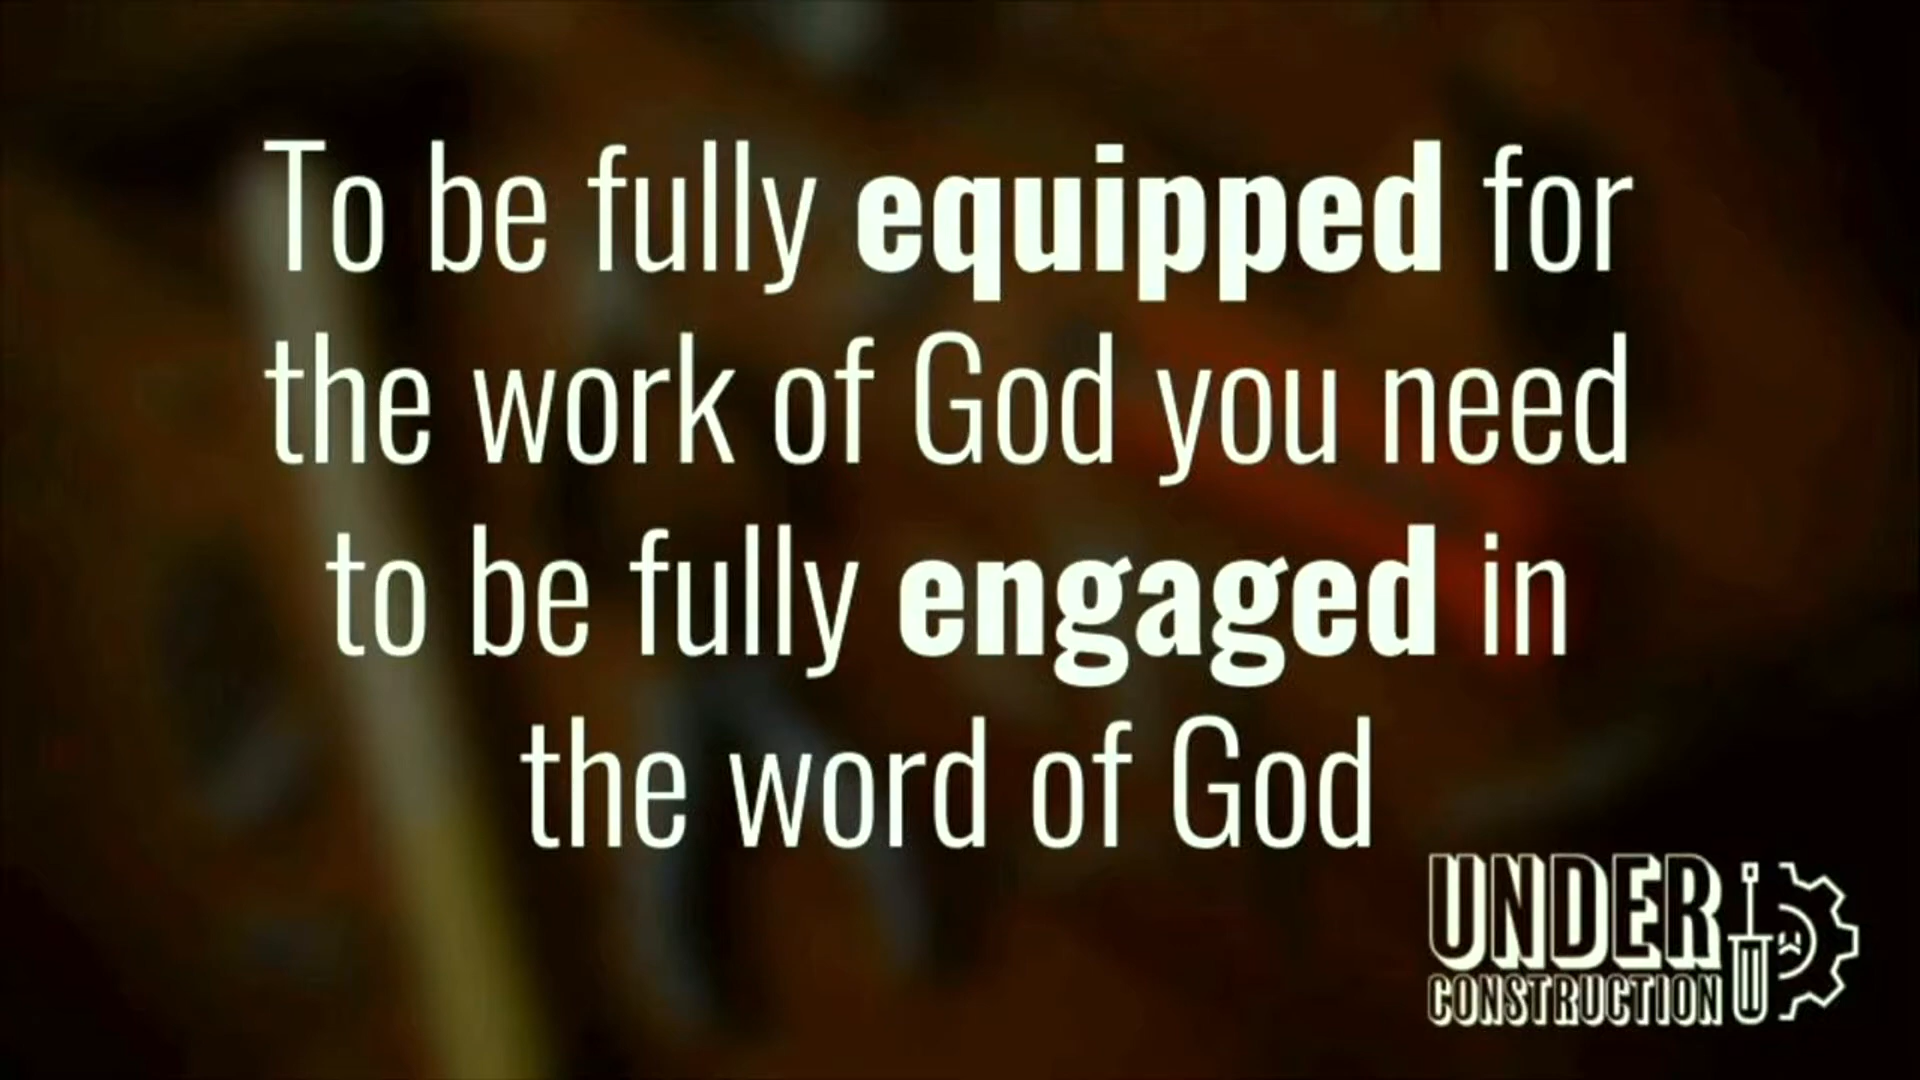 To be fully equipped for
the work of God you need
to be fully engaged in
the word of God
UNDER
CONSTRUCTION